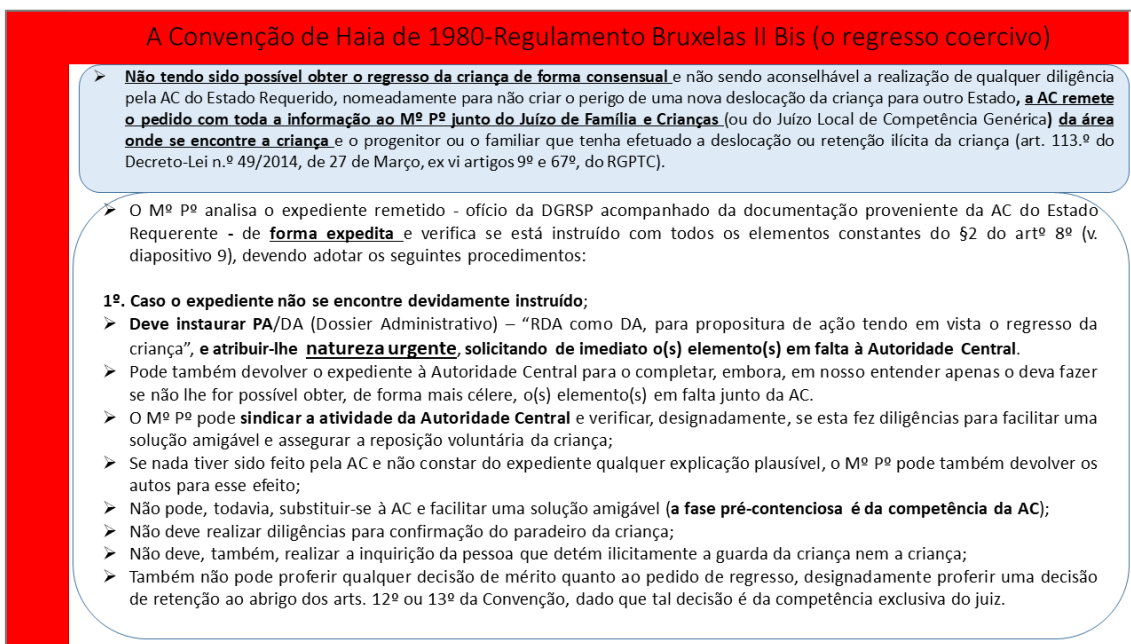 A Convenção de Haia de 1980-Regulamento Bruxelas II Bis (o regresso coercivo)
➢ Não tendo sido possível obter o regresso da criança de forma consensual e não sendo aconselhável a realização de qualquer diligência
pela AC do Estado Requerido, nomeadamente para não criar o perigo de uma nova deslocação da criança para outro Estado, a AC remete
o pedido com toda a informação ao Mº Pº junto do Juízo de Família e Crianças (ou do Juízo Local de Competência Genérica) da área
onde se encontre a criança e o progenitor ou o familiar que tenha efetuado a deslocação ou retenção ilícita da criança (art. 113.º do
Decreto-Lei n.º 49/2014, de 27 de Março, ex vi artigos 9º e 67º, do RGPTC).
➢ O Mº Pº analisa o expediente remetido - ofício da DGRSP acompanhado da documentação proveniente da AC do Estado
Requerente - de forma expedita e verifica se está instruído com todos os elementos constantes do §2 do artº 8º (v.
diapositivo 9), devendo adotar os seguintes procedimentos:
1º. Caso o expediente não se encontre devidamente instruído;
➢ Deve instaurar PA/DA (Dossier Administrativo) – “RDA como DA, para propositura de ação tendo em vista o regresso da
criança”, e atribuir-lhe natureza urgente, solicitando de imediato o(s) elemento(s) em falta à Autoridade Central.
➢ Pode também devolver o expediente à Autoridade Central para o completar, embora, em nosso entender apenas o deva fazer
se não lhe for possível obter, de forma mais célere, o(s) elemento(s) em falta junto da AC.
➢ O Mº Pº pode sindicar a atividade da Autoridade Central e verificar, designadamente, se esta fez diligências para facilitar uma
solução amigável e assegurar a reposição voluntária da criança;
➢ Se nada tiver sido feito pela AC e não constar do expediente qualquer explicação plausível, o Mº Pº pode também devolver os
autos para esse efeito;
➢ Não pode, todavia, substituir-se à AC e facilitar uma solução amigável (a fase pré-contenciosa é da competência da AC);
➢ Não deve realizar diligências para confirmação do paradeiro da criança;
➢ Não deve, também, realizar a inquirição da pessoa que detém ilicitamente a guarda da criança nem a criança;
➢ Também não pode proferir qualquer decisão de mérito quanto ao pedido de regresso, designadamente proferir uma decisão
de retenção ao abrigo dos arts. 12º ou 13º da Convenção, dado que tal decisão é da competência exclusiva do juiz.